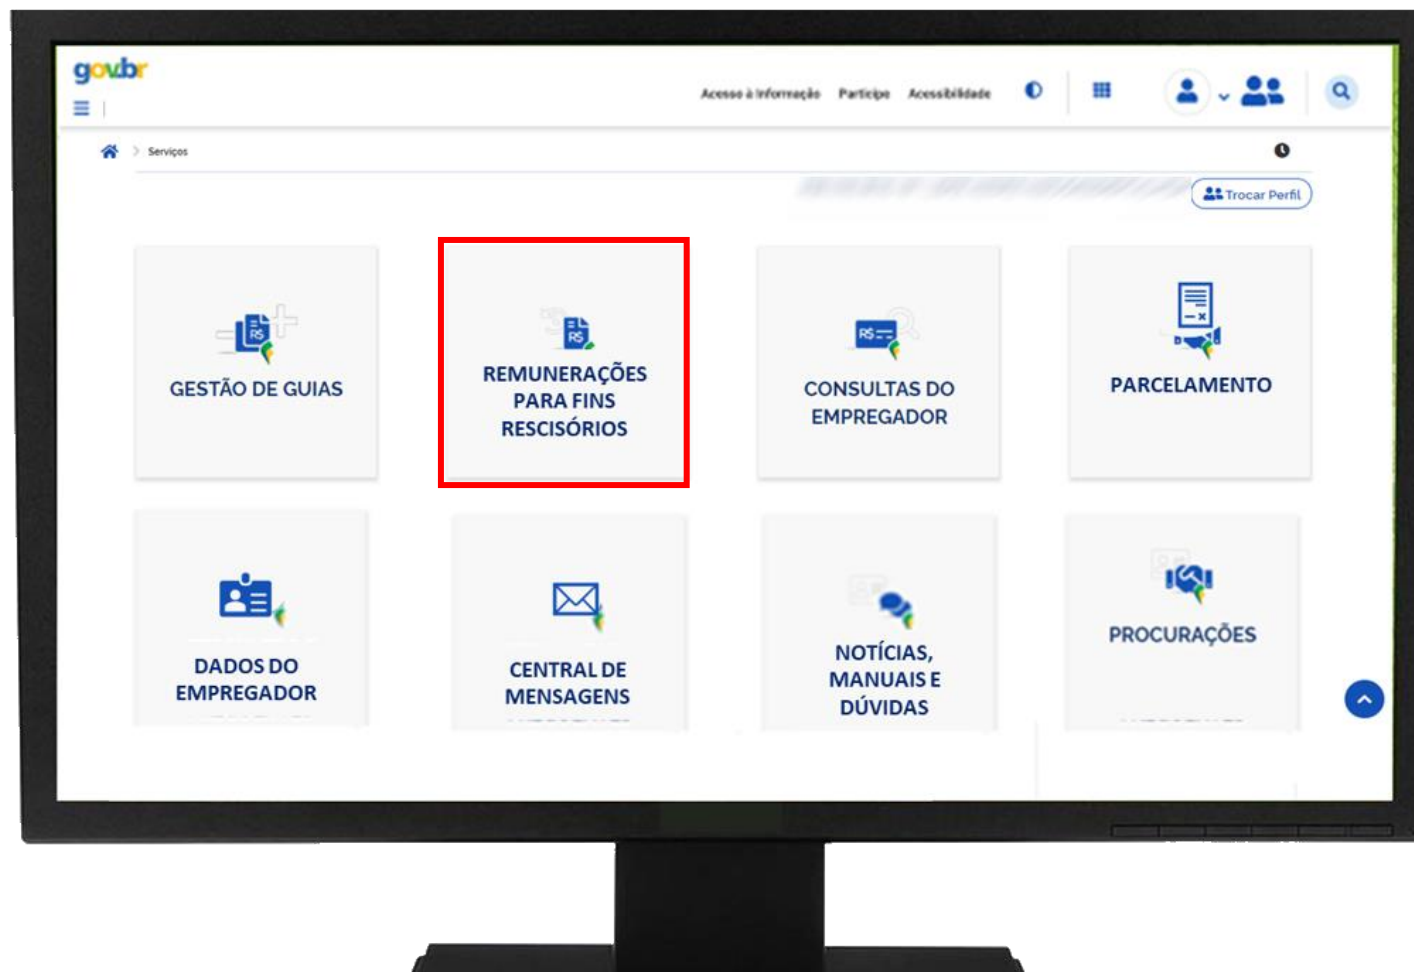 gov.br
Acesso à Informação Participe Acessibilidade
Serviços
Trocar Perfil
R$
GESTÃO DE GUIAS
R$
REMUNERAÇÕES
PARA FINS
RESCISÓRIOS
R$
CONSULTAS DO
EMPREGADOR
PARCELAMENTO
DADOS DO
EMPREGADOR
CENTRAL DE
MENSAGENS
NOTÍCIAS,
MANUAIS E
DÚVIDAS
PROCURAÇÕES